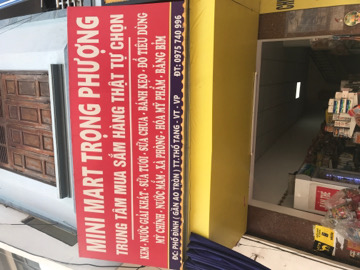 MINI MART TRỌNG PHƯỢNG
TRUNG TÂM MUA SẮM HÀNG THẬT TỰ CHỌN
KEM - NƯỚC GIẢI KHÁT - SỮA TƯƠI - SỮA CHUA - BÁNH KẸO - ĐỒ TIÊU DÙNG
MỲ CHÍNH - NƯỚC MẮM - XÀ PHÒNG - HÓA MỸ PHẨM - BĂNG BỈM
ĐC: PHỐ ĐÌNH ( GẦN AO TRÒN ) TT.THỔ TANG - VT - VP ĐT: 0975 740 996